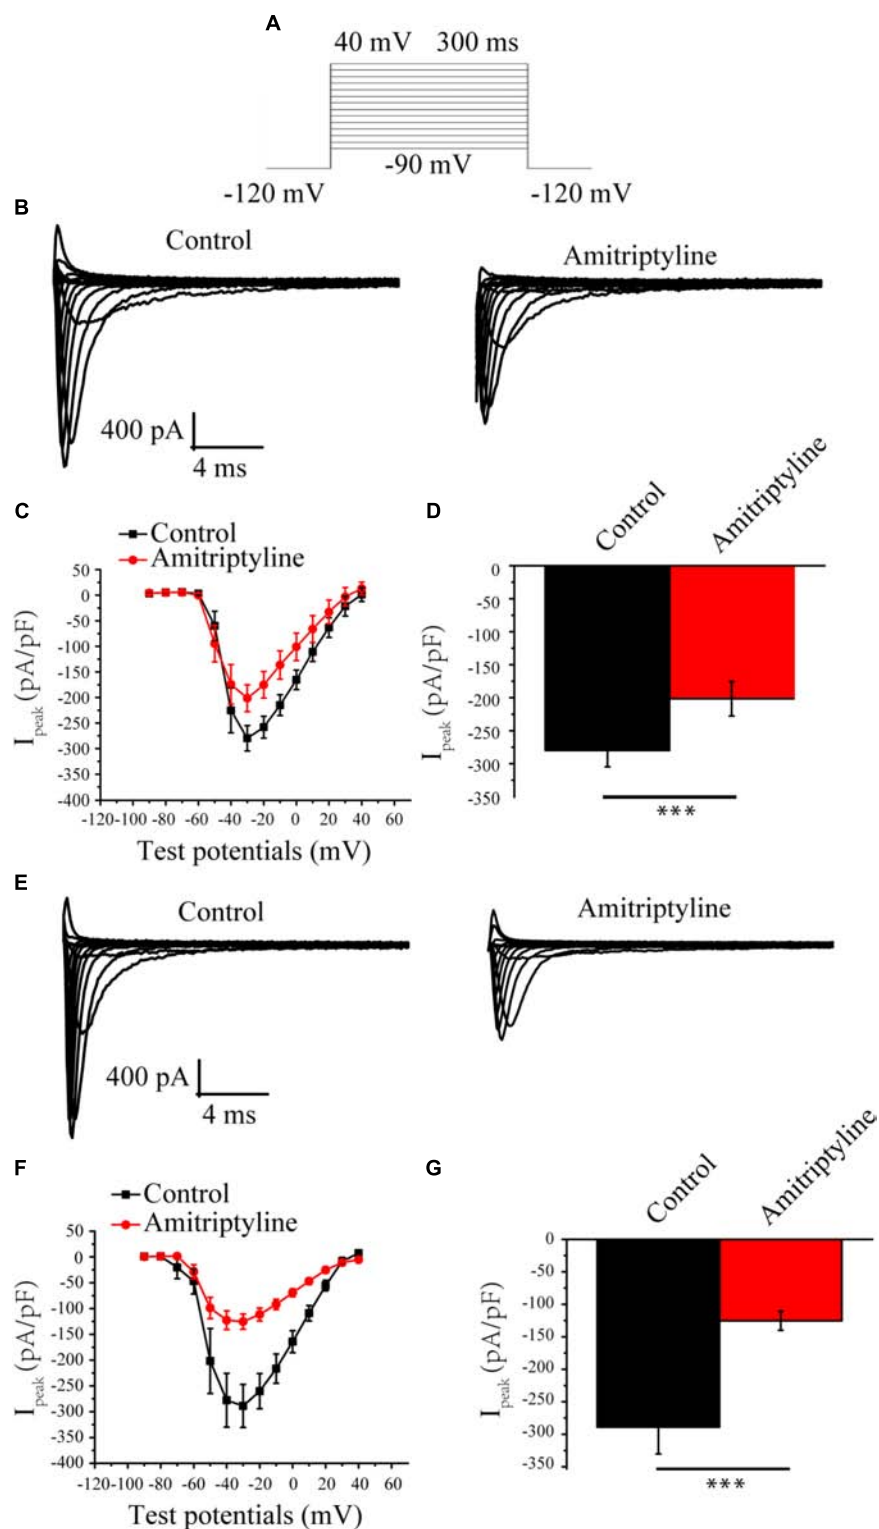 A
40 mV 300 ms
-90 mV
-120 mV -120 mV
B
Control Amitriptyline
400 pA
4 ms
C
Control
Amitriptyline
50
0
-50
-100
-150
-200
-250
-300
-350
-400
I peak (pA/pF)
-120 -100 -80 -60 -40 -20 0 20 40 60
Test potentials (mV)
D
Control Amitriptyline
0
-50
-100
-150
-200
-250
-300
-350
I peak (pA/pF)
***
E
Control Amitriptyline
400 pA
4 ms
F
Control
Amitriptyline
50
0
-50
-100
-150
-200
-250
-300
-350
-400
I peak (pA/pF)
-120 -100 -80 -60 -40 -20 0 20 40 60
Test potentials (mV)
G
Control Amitriptyline
0
-50
-100
-150
-200
-250
-300
-350
I peak (pA/pF)
***